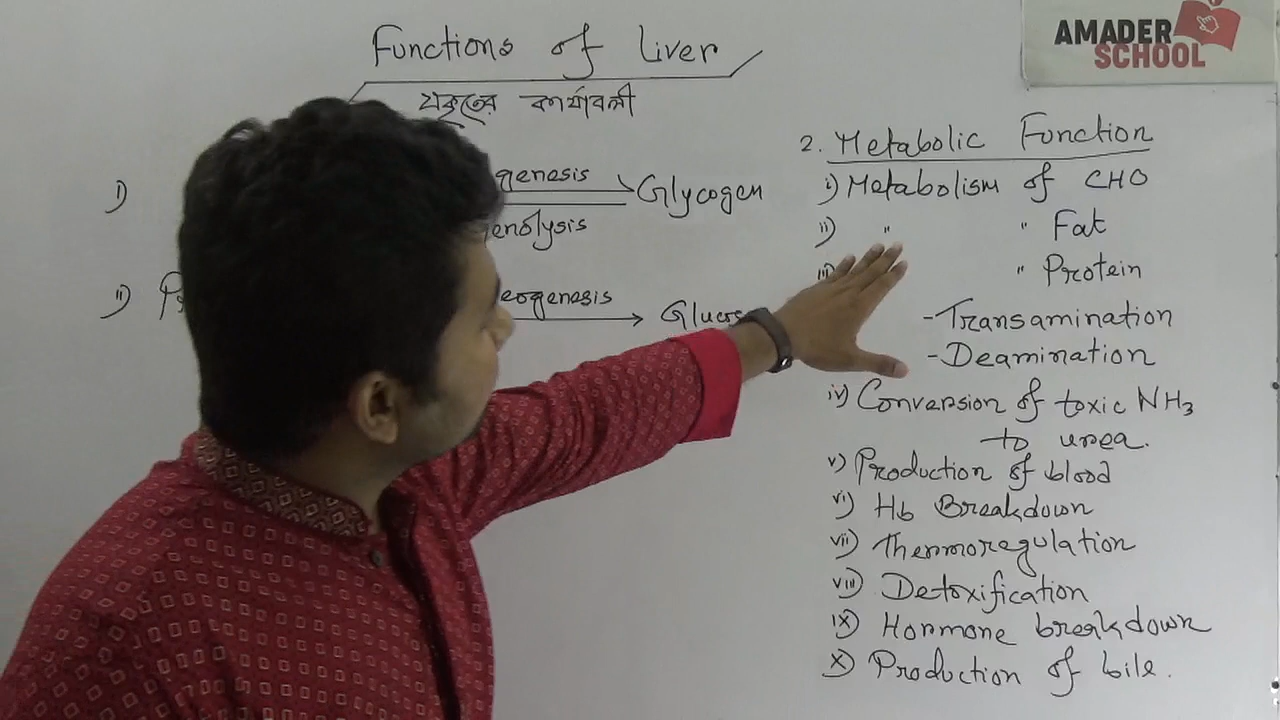 Functions of Liver
যকৃতের কার্যাবলী
i) genesis Glycogen
enolysis
ii) eogenesis
AMADER
SCHOOL
2. Metabolic Function
i) Metabolism of CHO
ii) " " Fat
iii) " Protein
- Transamination
- Deamination
iv) Conversion of toxic NH3
to urea.
v) Production of blood
vi) Hb Breakdown
vii) Thermoregulation
viii) Detoxification
ix) Hormone breakdown
x) Production of bile.